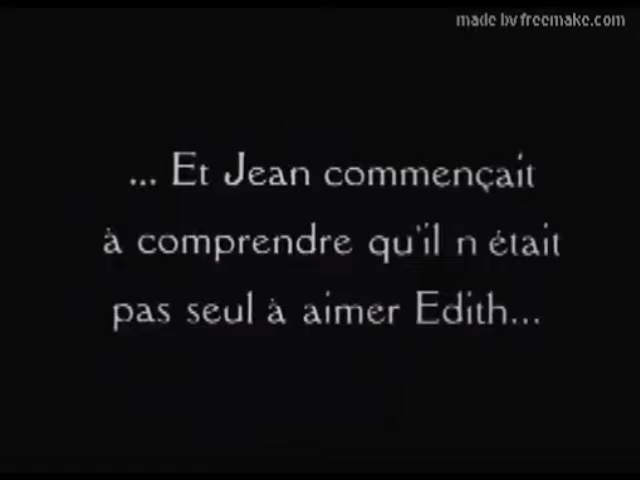 made by freemake.com
... Et Jean commençait
à comprendre qu'il n était
pas seul à aimer Edith...